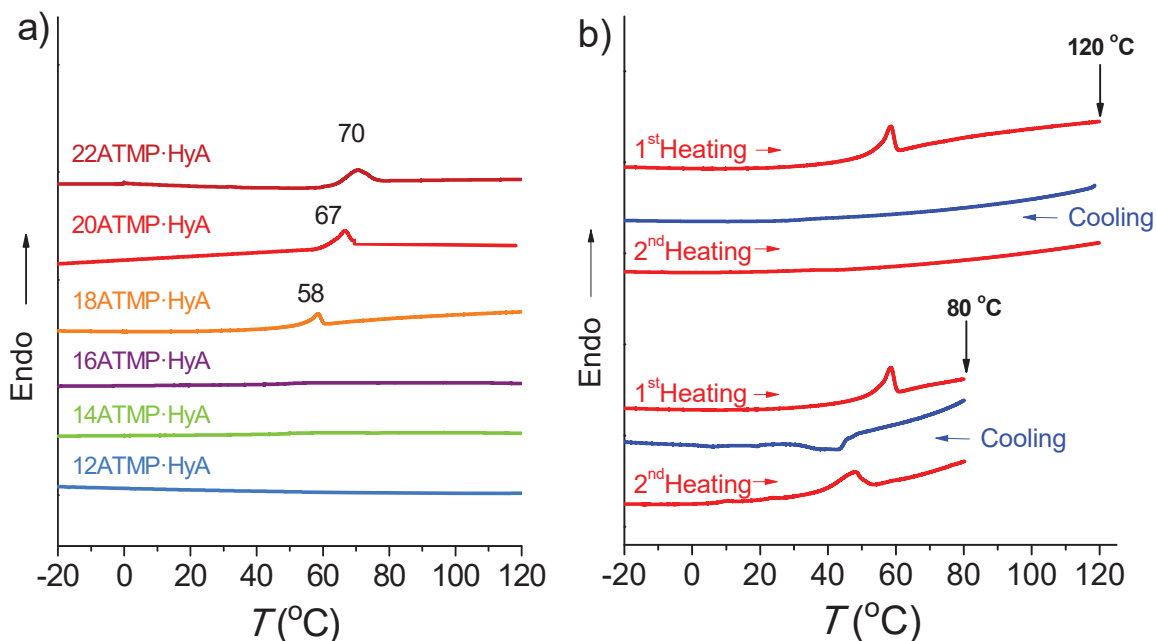 a)
Endo
70
22ATMP·HyA
67
20ATMP·HyA
58
18ATMP·HyA
16ATMP·HyA
14ATMP·HyA
12ATMP·HyA
-20 0 20 40 60 80 100 120
T (°C)
b)
Endo
120 °C
1st Heating →
← Cooling
2nd Heating →
80 °C
1st Heating →
← Cooling
2nd Heating →
-20 0 20 40 60 80 100 120
T (°C)